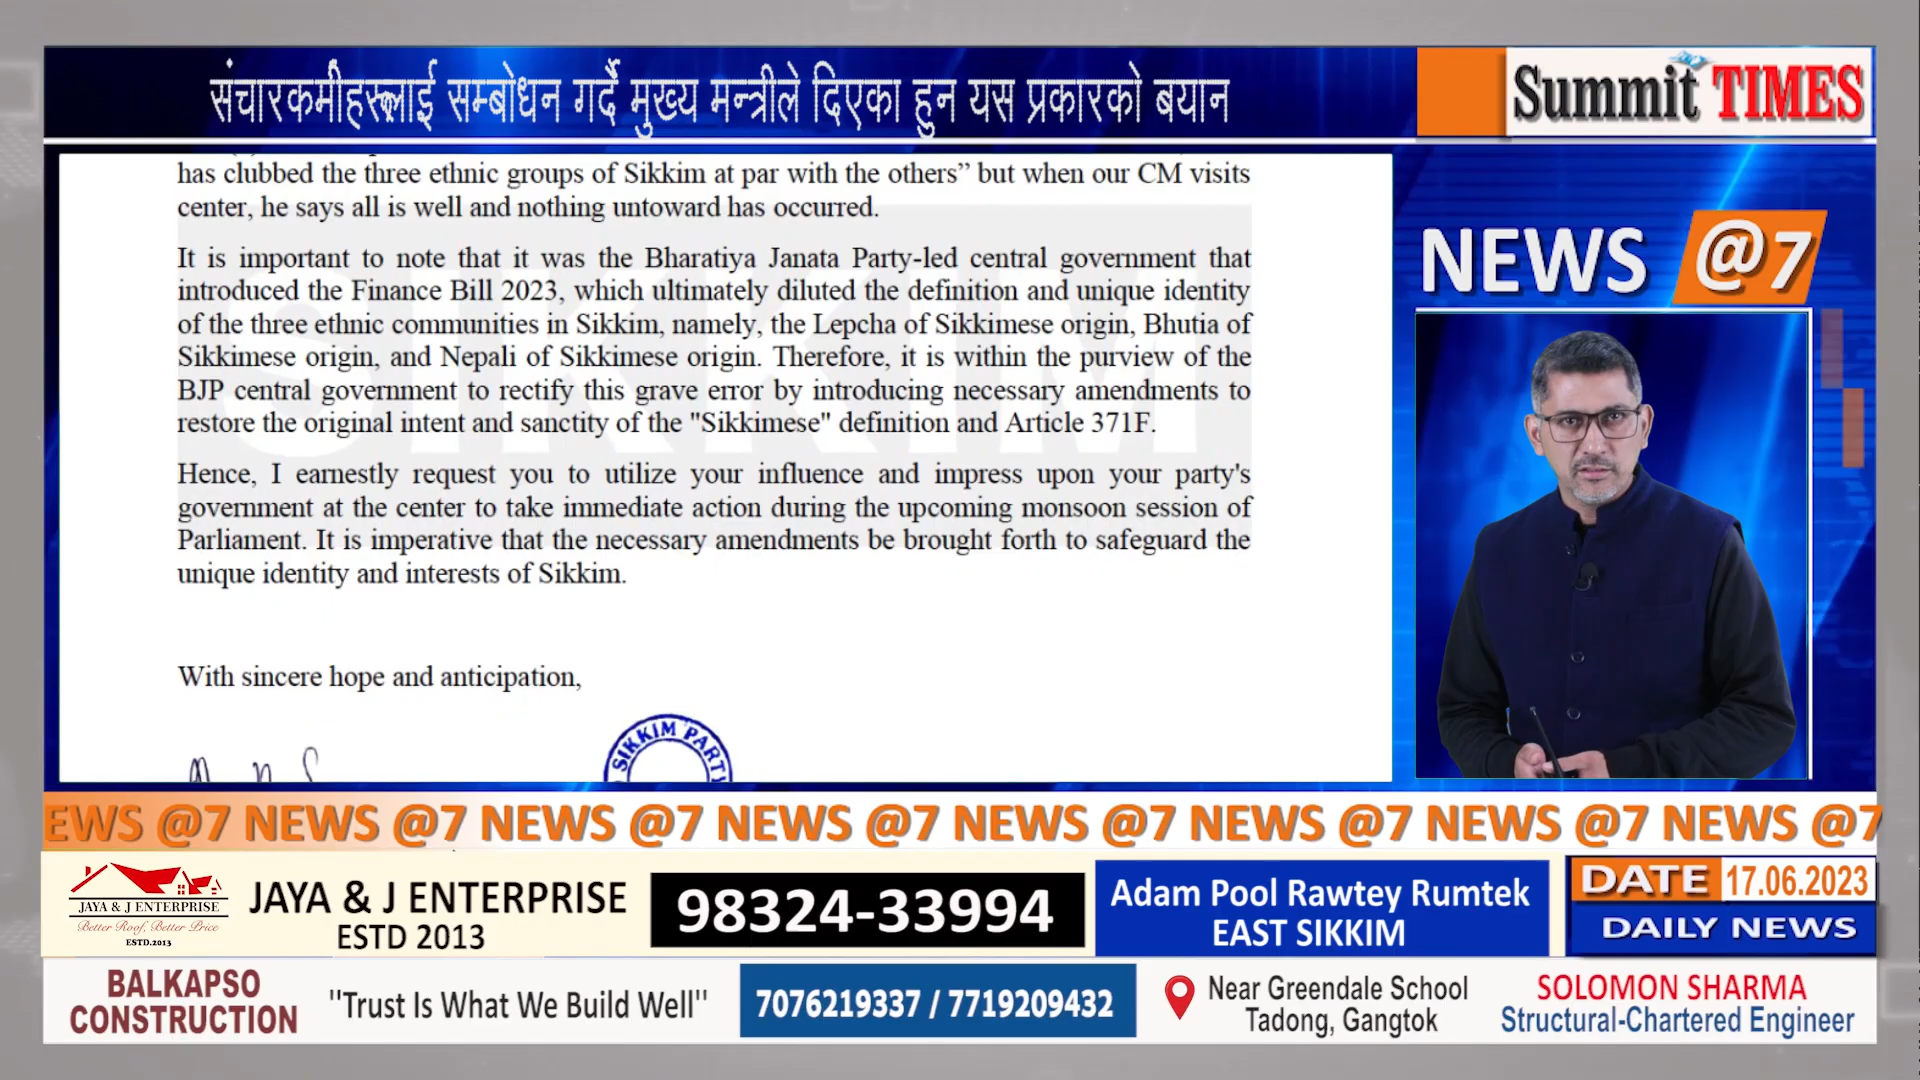 संचारकर्मीहरूलाई सम्बोधन गर्दै मुख्य मन्त्रीले दिएका हुन यस प्रकारको बयान
Summit TIMES
has clubbed the three ethnic groups of Sikkim at par with the others” but when our CM visits
center, he says all is well and nothing untoward has occurred.
It is important to note that it was the Bharatiya Janata Party-led central government that
introduced the Finance Bill 2023, which ultimately diluted the definition and unique identity
of the three ethnic communities in Sikkim, namely, the Lepcha of Sikkimese origin, Bhutia of
Sikkimese origin, and Nepali of Sikkimese origin. Therefore, it is within the purview of the
BJP central government to rectify this grave error by introducing necessary amendments to
restore the original intent and sanctity of the "Sikkimese" definition and Article 371F.
Hence, I earnestly request you to utilize your influence and impress upon your party's
government at the center to take immediate action during the upcoming monsoon session of
Parliament. It is imperative that the necessary amendments be brought forth to safeguard the
unique identity and interests of Sikkim.
With sincere hope and anticipation,
SIKKIM PARTY
SIKKIM
NEWS @7
EWS @7 NEWS @7 NEWS @7 NEWS @7 NEWS @7 NEWS @7 NEWS @7 NEWS @7
JAYA & J ENTERPRISE
Better Roof, Better Price
ESTD.2013
JAYA & J ENTERPRISE
ESTD 2013
98324-33994
Adam Pool Rawtey Rumtek
EAST SIKKIM
DATE 17.06.2023
DAILY NEWS
BALKAPSO
CONSTRUCTION
"Trust Is What We Build Well"
7076219337 / 7719209432
Near Greendale School
Tadong, Gangtok
SOLOMON SHARMA
Structural-Chartered Engineer